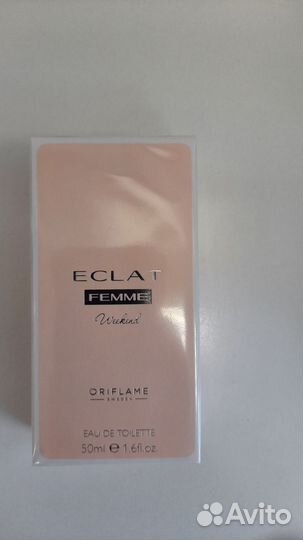 ECLAT
FEMME
Weekend
ORIFLAME
SWEDEN
EAU DE TOILETTE
50ml e 1.6fl.oz.
Avito